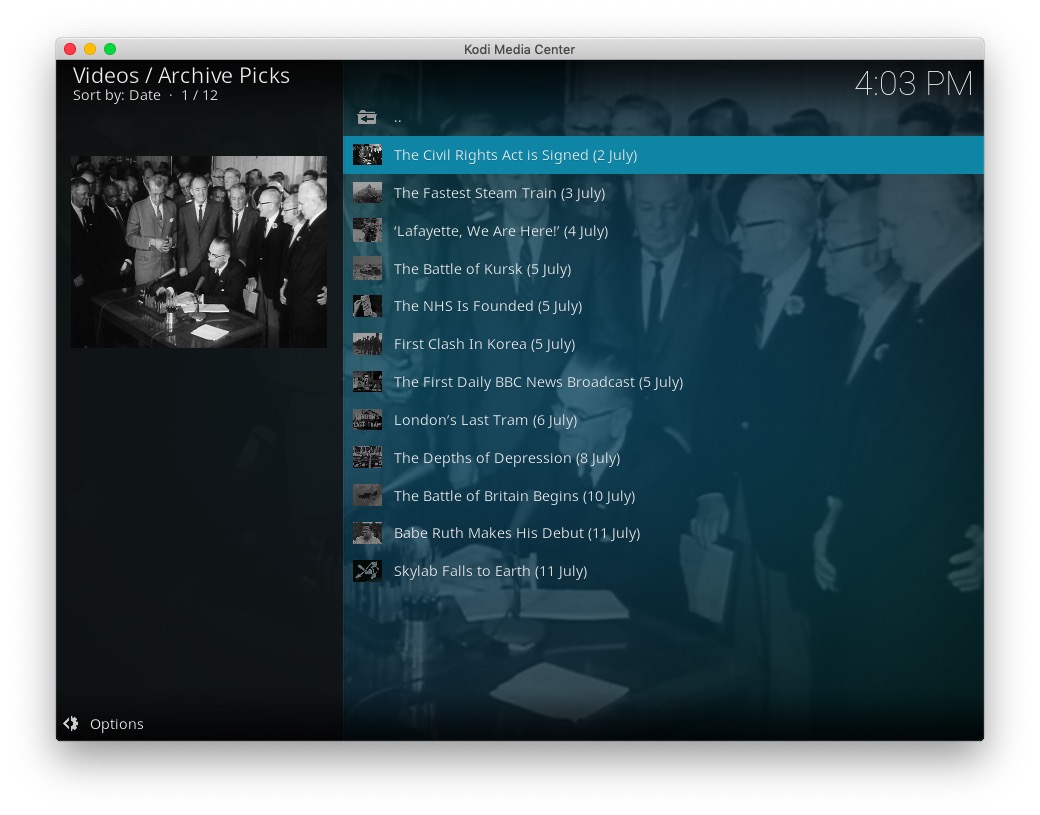 Kodi Media Center
Videos / Archive Picks
Sort by: Date · 1 / 12
4:03 PM
..
The Civil Rights Act is Signed (2 July)
The Fastest Steam Train (3 July)
‘Lafayette, We Are Here!’ (4 July)
The Battle of Kursk (5 July)
The NHS Is Founded (5 July)
First Clash In Korea (5 July)
The First Daily BBC News Broadcast (5 July)
LONDON'S
LAST TRAM
London’s Last Tram (6 July)
The Depths of Depression (8 July)
The Battle of Britain Begins (10 July)
Babe Ruth Makes His Debut (11 July)
Skylab Falls to Earth (11 July)
Options